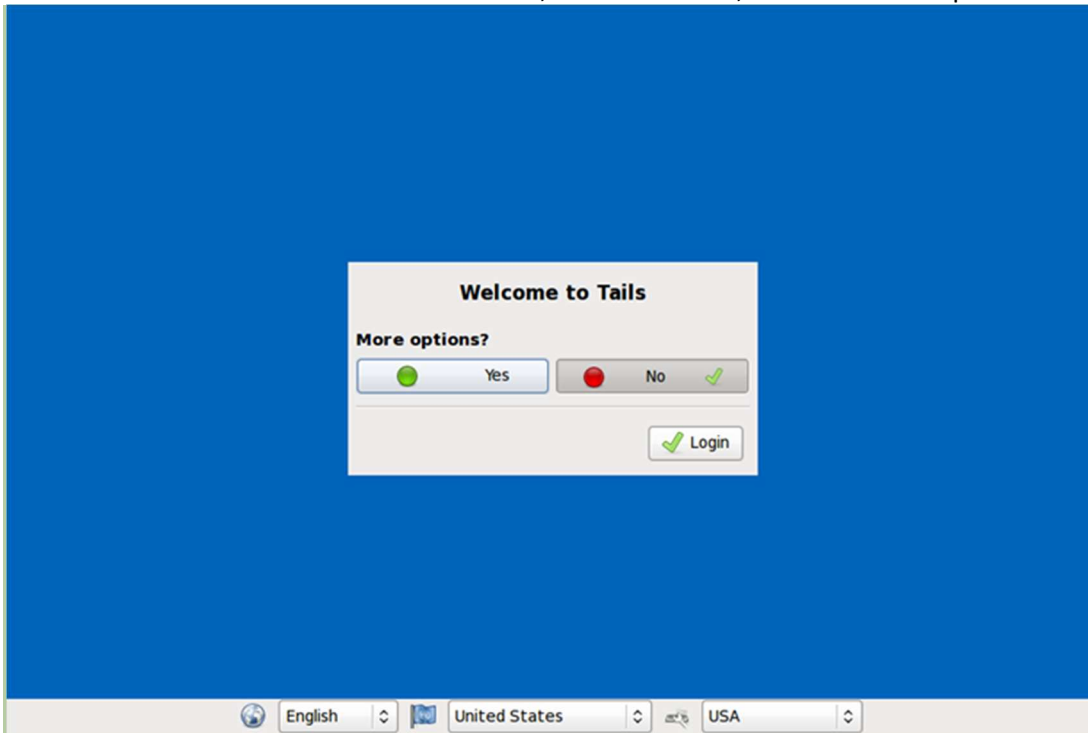 Welcome to Tails
More options?
Yes No
Login
English United States USA